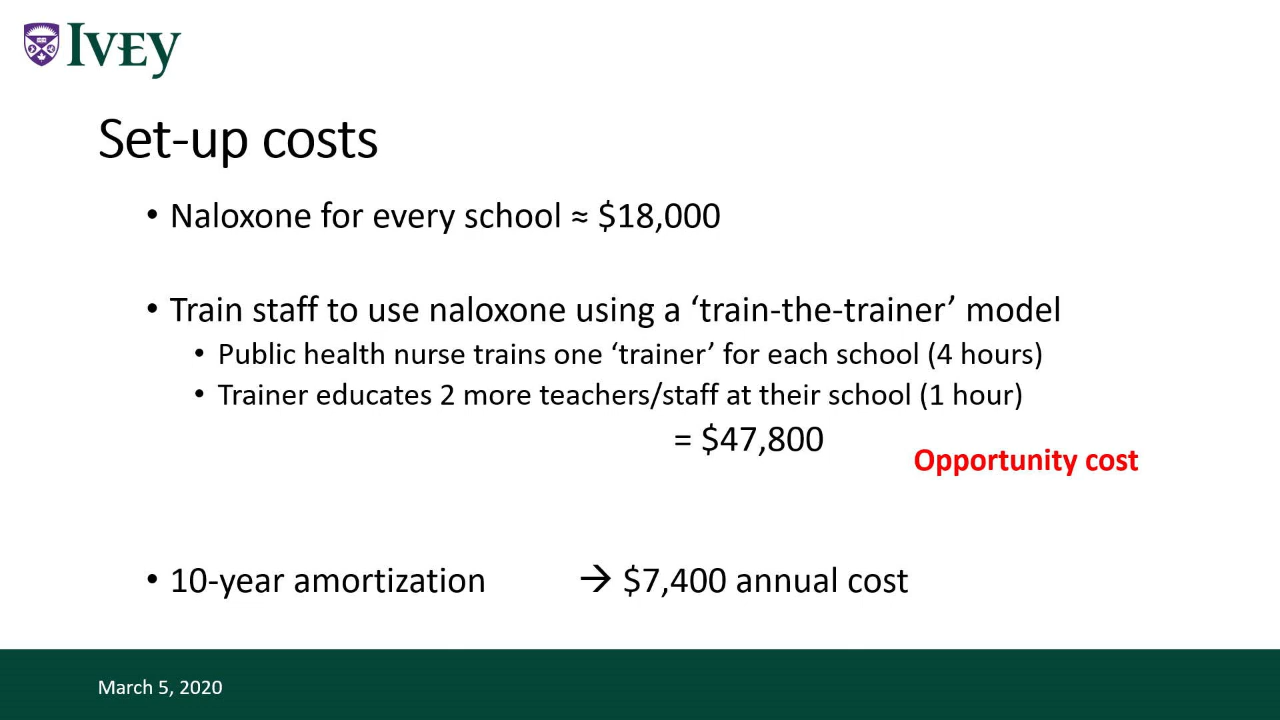 IVEY
Set-up costs
• Naloxone for every school ≈ $18,000
• Train staff to use naloxone using a ‘train-the-trainer’ model
• Public health nurse trains one ‘trainer’ for each school (4 hours)
• Trainer educates 2 more teachers/staff at their school (1 hour)
= $47,800
Opportunity cost
• 10-year amortization → $7,400 annual cost
March 5, 2020